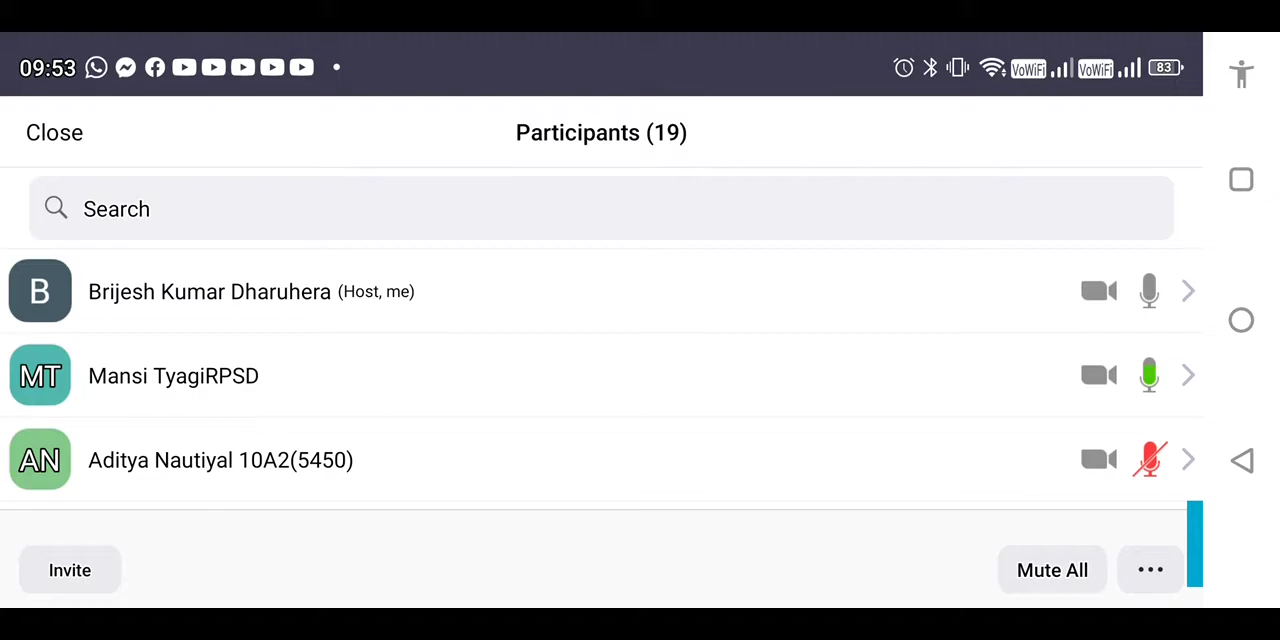 09:53 VoWiFi VoWiFi 83
Close Participants (19)
Search
B Brijesh Kumar Dharuhera (Host, me)
MT Mansi TyagiRPSD
AN Aditya Nautiyal 10A2(5450)
Invite Mute All